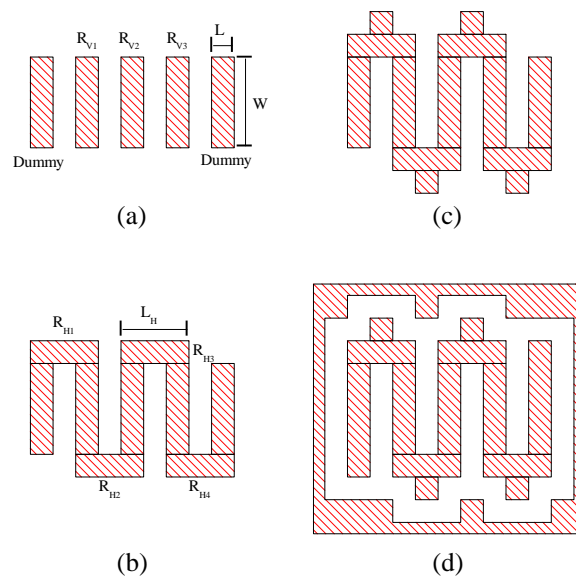 R_V1 R_V2 R_V3 L
W
Dummy Dummy
(a)
(c)
R_H1 L_H
R_H3
R_H2 R_H4
(b)
(d)